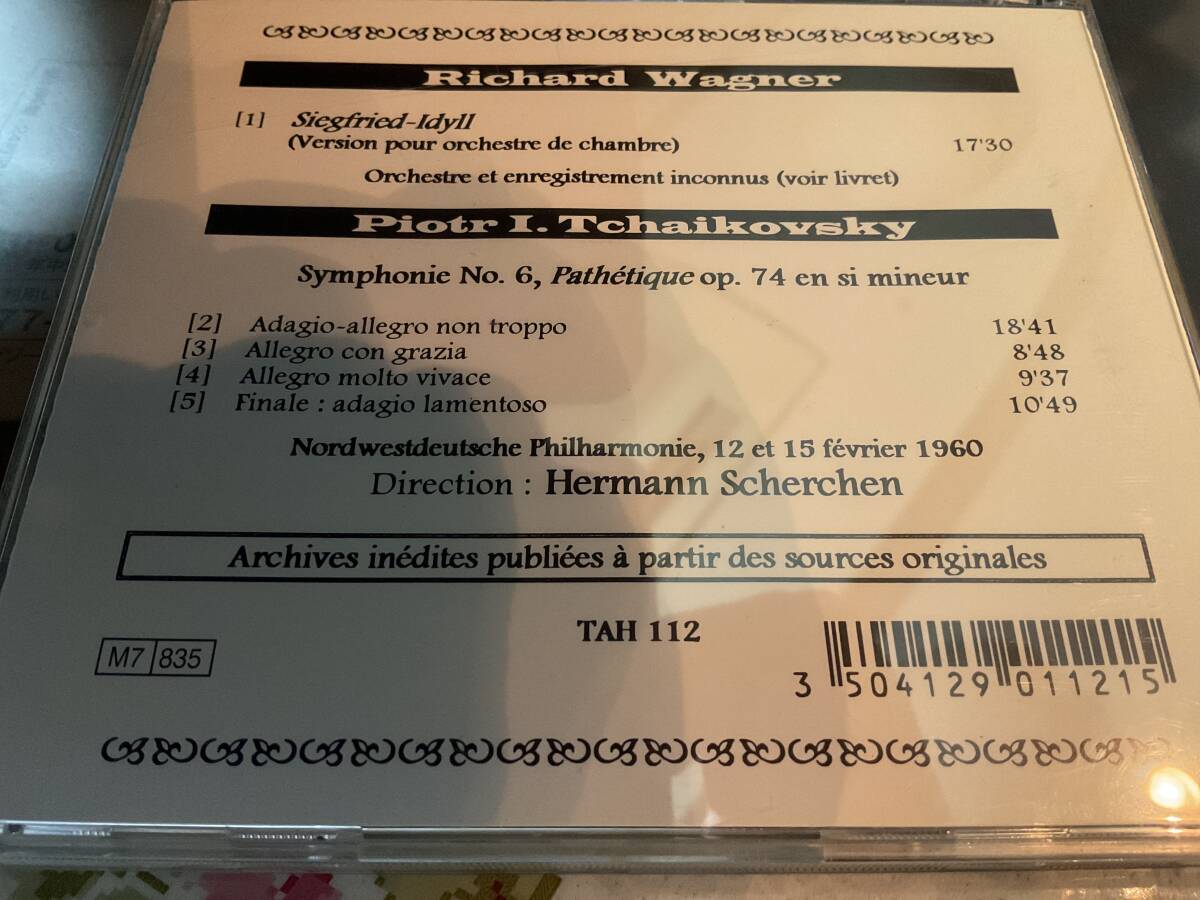 Richard Wagner
[1] Siegfried-Idyll
(Version pour orchestre de chambre) 17'30
Orchestre et enregistrement inconnus (voir livret)
Piotr I. Tchaikovsky
Symphonie No. 6, Pathétique op. 74 en si mineur
[2] Adagio-allegro non troppo 18'41
[3] Allegro con grazia 8'48
[4] Allegro molto vivace 9'37
[5] Finale : adagio lamentoso 10'49
Nordwestdeutsche Philharmonie, 12 et 15 février 1960
Direction : Hermann Scherchen
Archives inédites publiées à partir des sources originales
TAH 112
M7 835
3 504129 011215